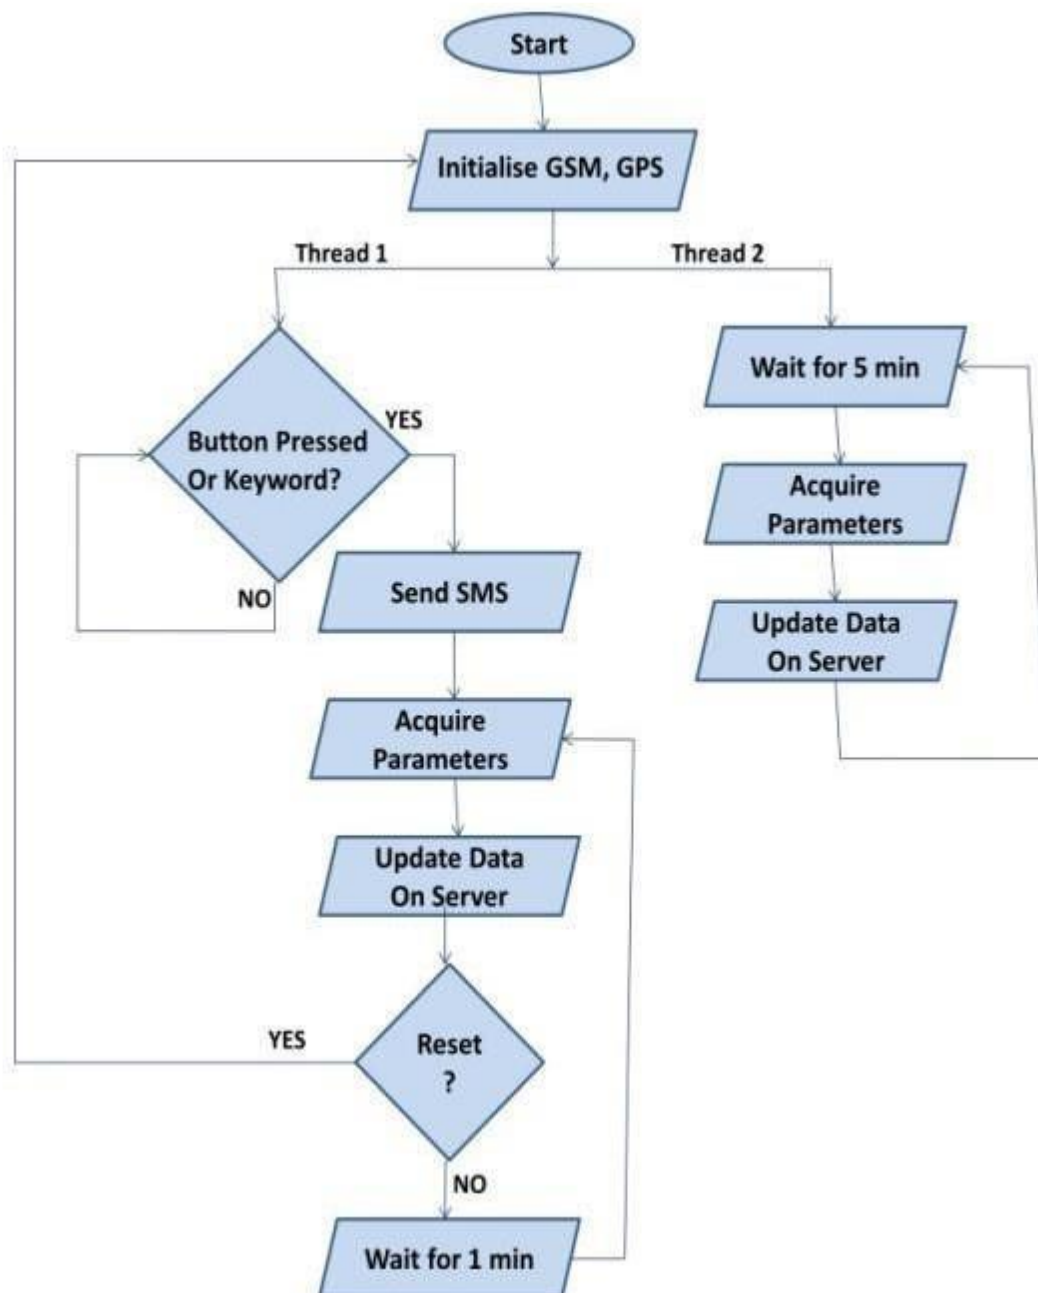 Start
Initialise GSM, GPS
Thread 1
Thread 2
Button Pressed
Or Keyword?
YES
NO
Send SMS
Acquire
Parameters
Update Data
On Server
Reset
?
YES
NO
Wait for 1 min
Wait for 5 min
Acquire
Parameters
Update Data
On Server